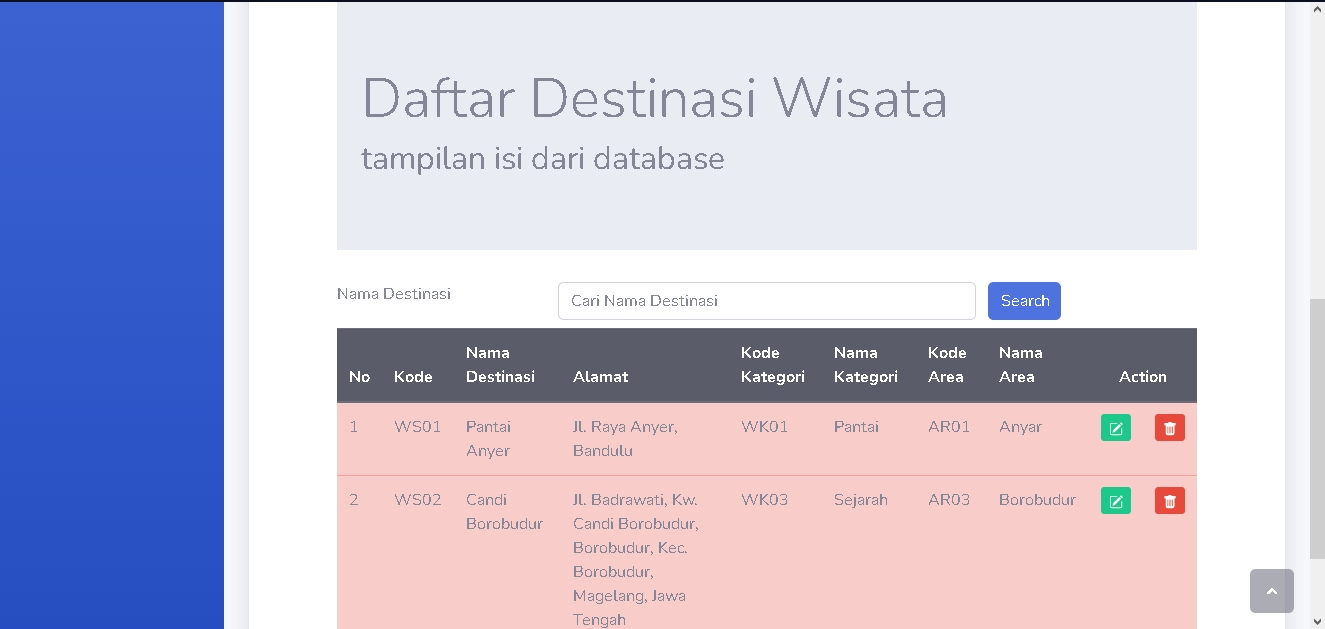 Daftar Destinasi Wisata
tampilan isi dari database
Nama Destinasi
Cari Nama Destinasi
Search
No Kode Nama Destinasi Alamat Kode Kategori Nama Kategori Kode Area Nama Area Action
1 WS01 Pantai Anyer Jl. Raya Anyer, Bandulu WK01 Pantai AR01 Anyar
2 WS02 Candi Borobudur Jl. Badrawati, Kw. Candi Borobudur, Borobudur, Kec. Borobudur, Magelang, Jawa Tengah WK03 Sejarah AR03 Borobudur